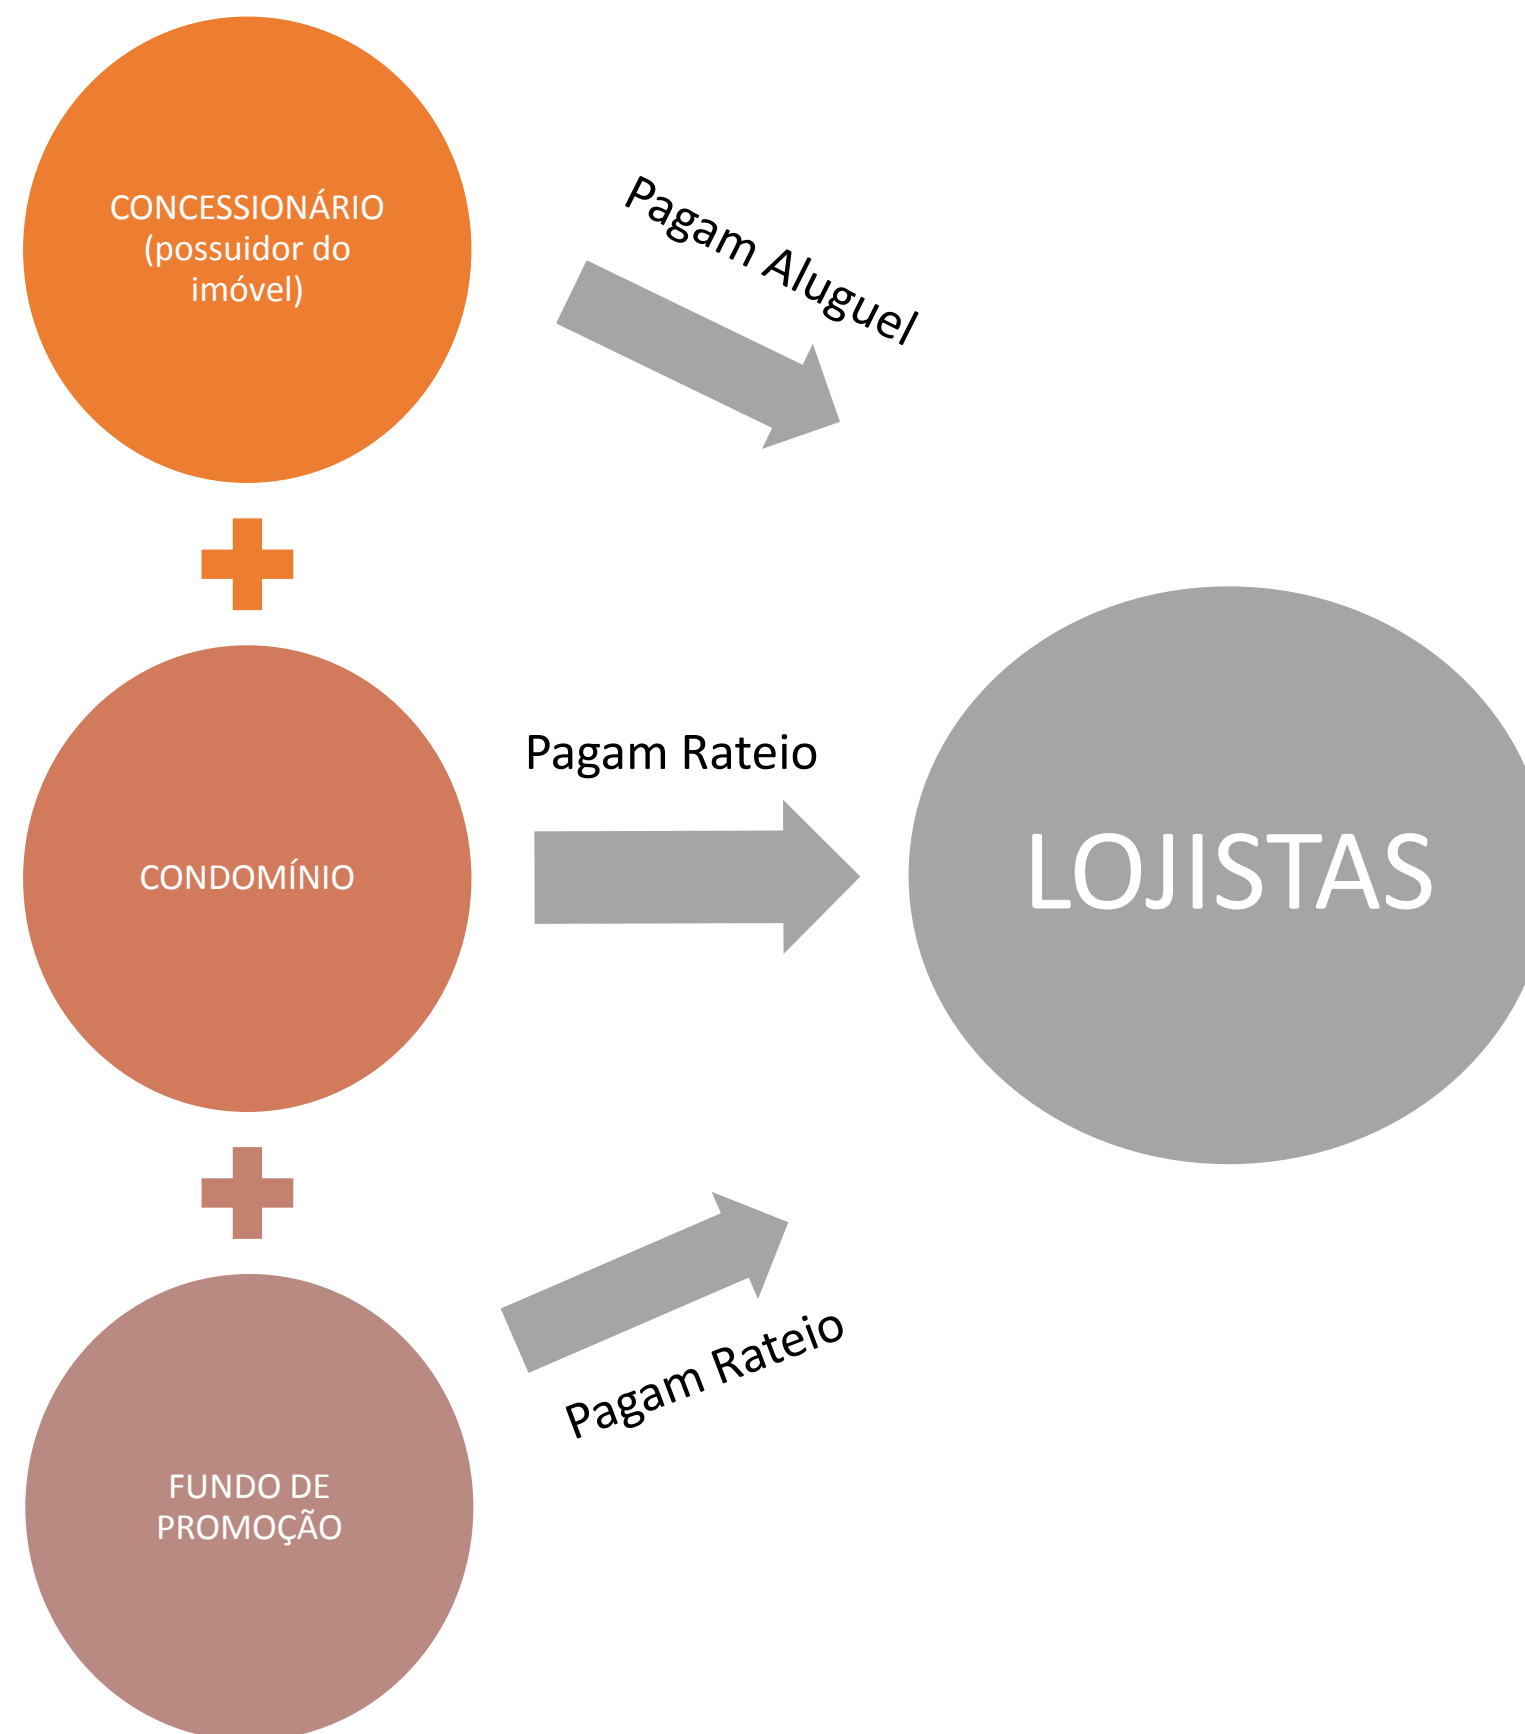 CONCESSIONÁRIO
(possuidor do
imóvel)
Pagam Aluguel
Pagam Rateio
CONDOMÍNIO
LOJISTAS
Pagam Rateio
FUNDO DE
PROMOÇÃO